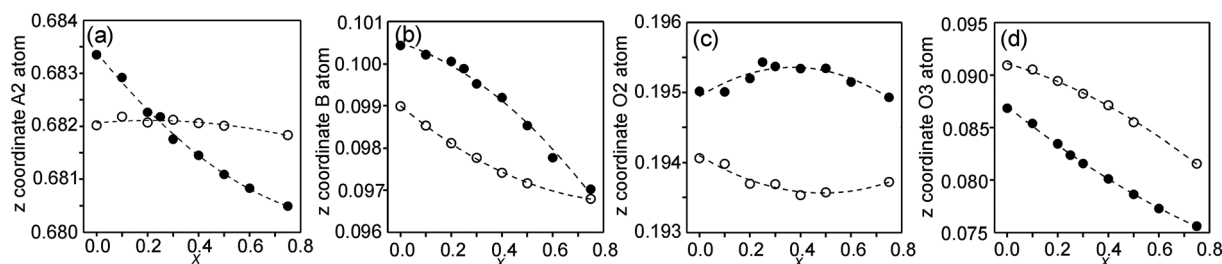 (a)
z coordinate A2 atom
0.684
0.683
0.682
0.681
0.680
0.0 0.2 0.4 0.6 0.8
x
(b)
z coordinate B atom
0.101
0.100
0.099
0.098
0.097
0.096
0.0 0.2 0.4 0.6 0.8
x
(c)
z coordinate O2 atom
0.196
0.195
0.194
0.193
0.0 0.2 0.4 0.6 0.8
x
(d)
z coordinate O3 atom
0.095
0.090
0.085
0.080
0.075
0.0 0.2 0.4 0.6 0.8
x